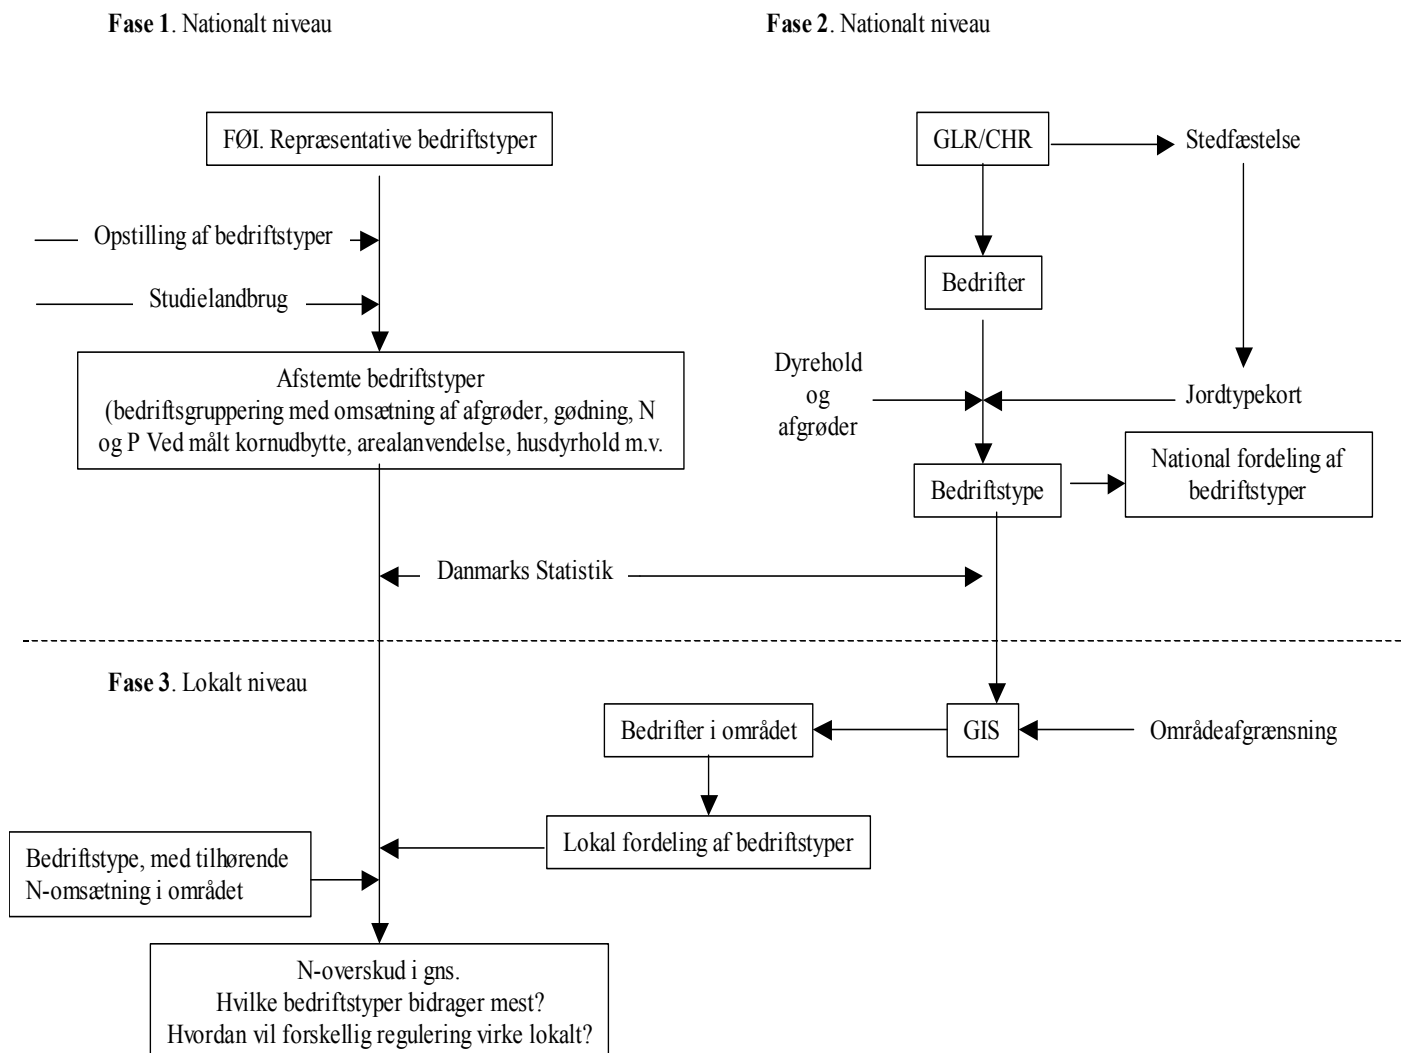 Fase 1. Nationalt niveau
Fase 2. Nationalt niveau
FØI. Repræsentative bedriftstyper
GLR/CHR
Stedfæstelse
Opstilling af bedriftstyper
Bedrifter
Studielandbrug
Afstemte bedriftstyper
(bedriftsgruppering med omsætning af afgrøder, gødning, N
og P Ved målt kornudbytte, arealanvendelse, husdyrhold m.v.
Dyrehold
og
afgrøder
Jordtypekort
Bedriftstype
National fordeling af
bedriftstyper
Danmarks Statistik
Fase 3. Lokalt niveau
Bedrifter i området
GIS
Områdeafgrænsning
Lokal fordeling af bedriftstyper
Bedriftstype, med tilhørende
N-omsætning i området
N-overskud i gns.
Hvilke bedriftstyper bidrager mest?
Hvordan vil forskellig regulering virke lokalt?